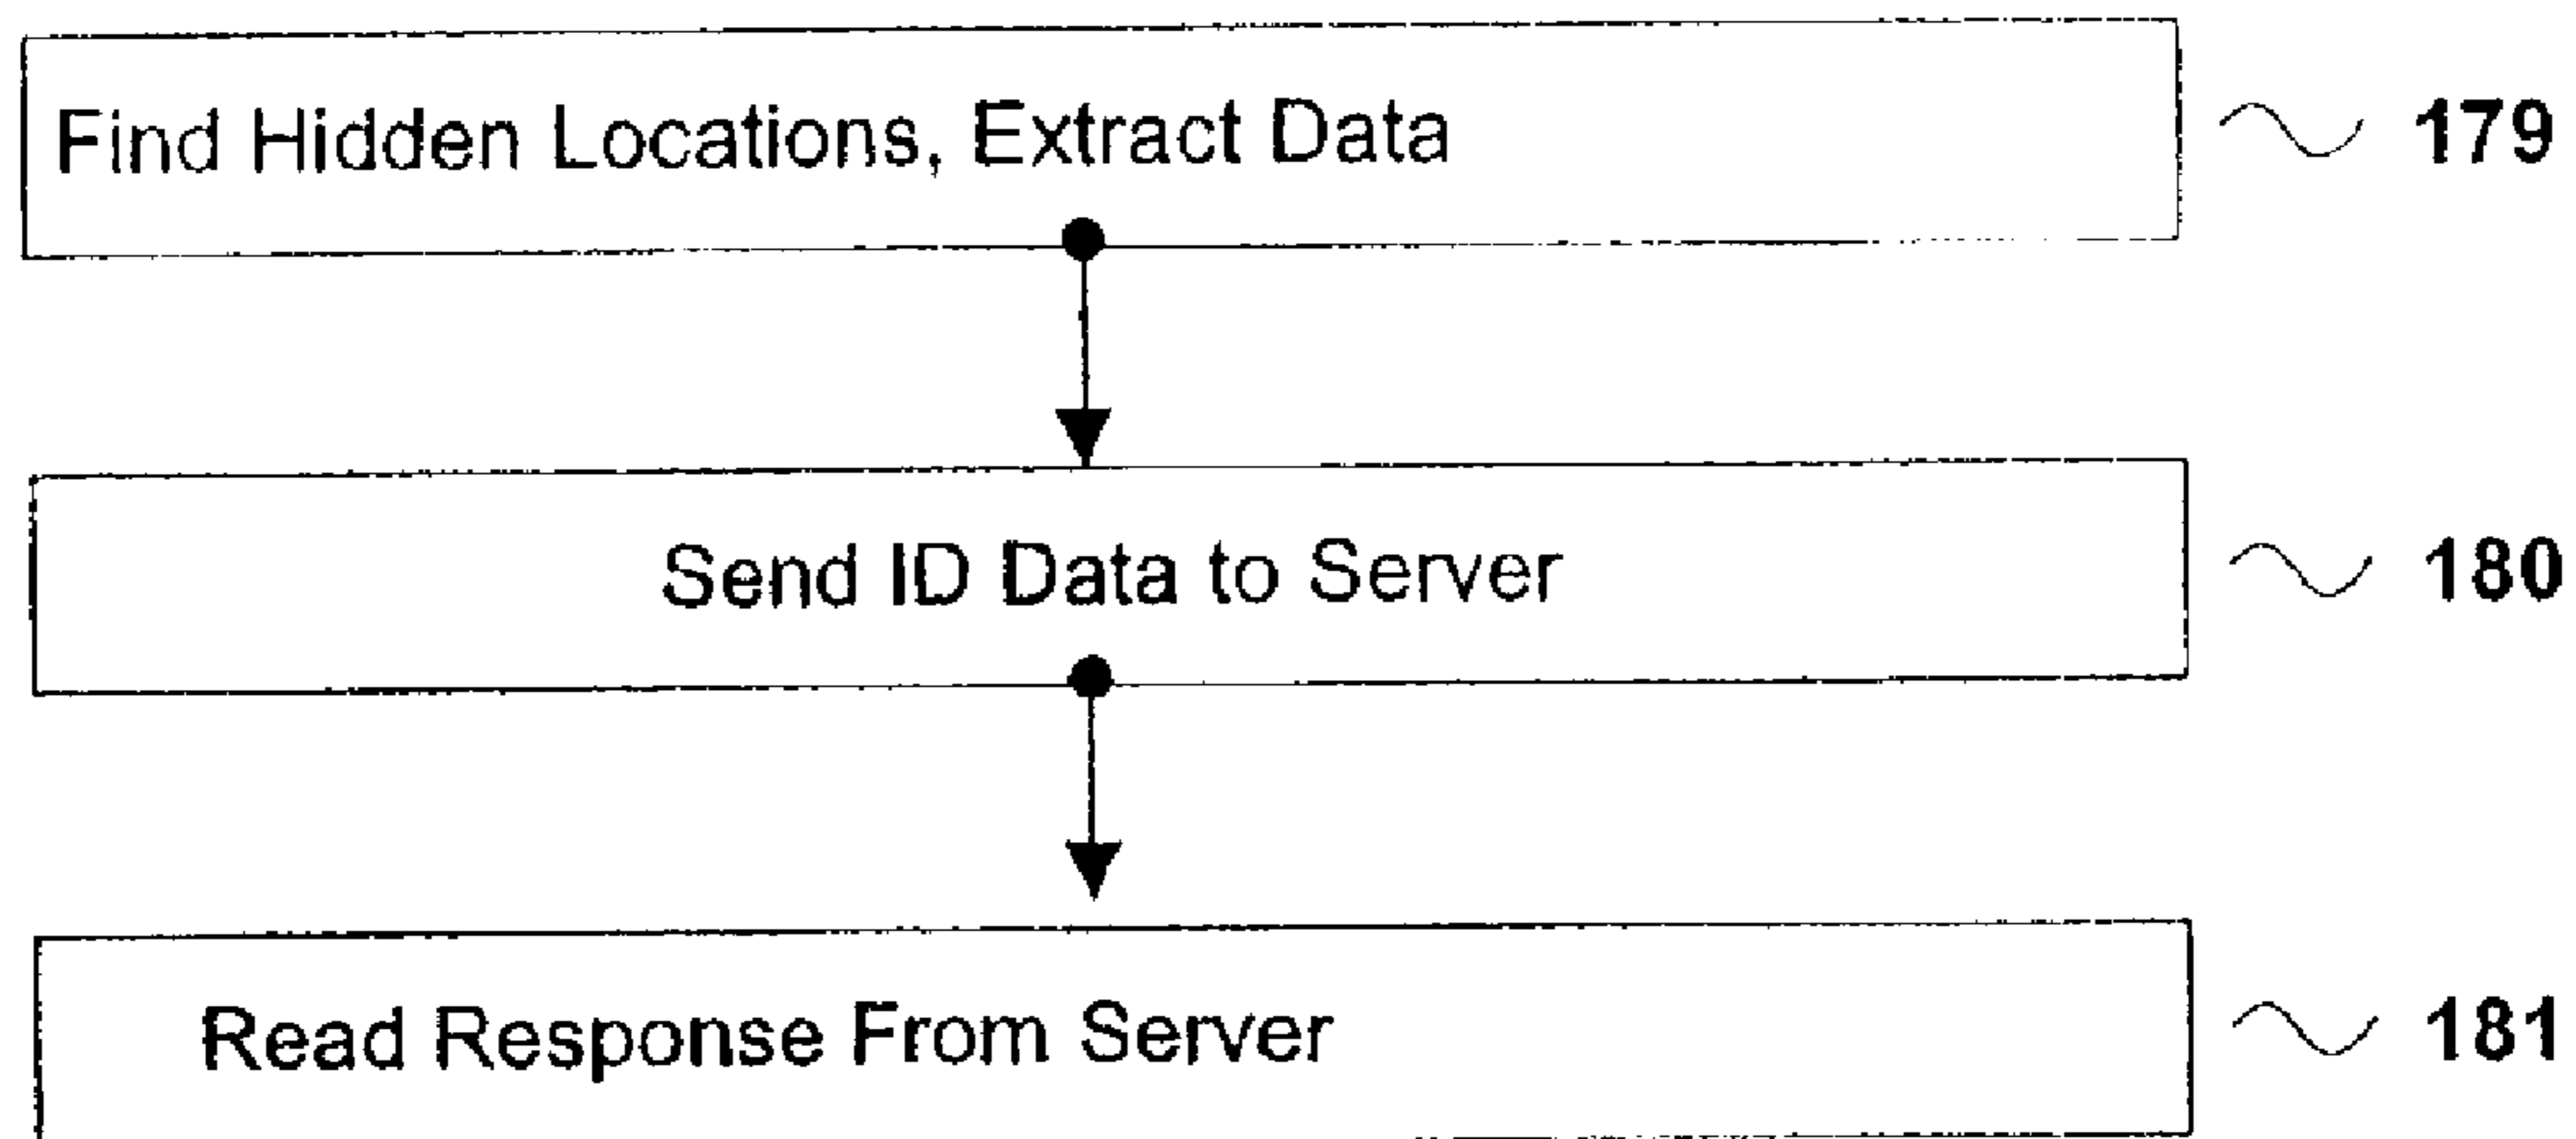 Find Hidden Locations, Extract Data 179
Send ID Data to Server 180
Read Response From Server 181